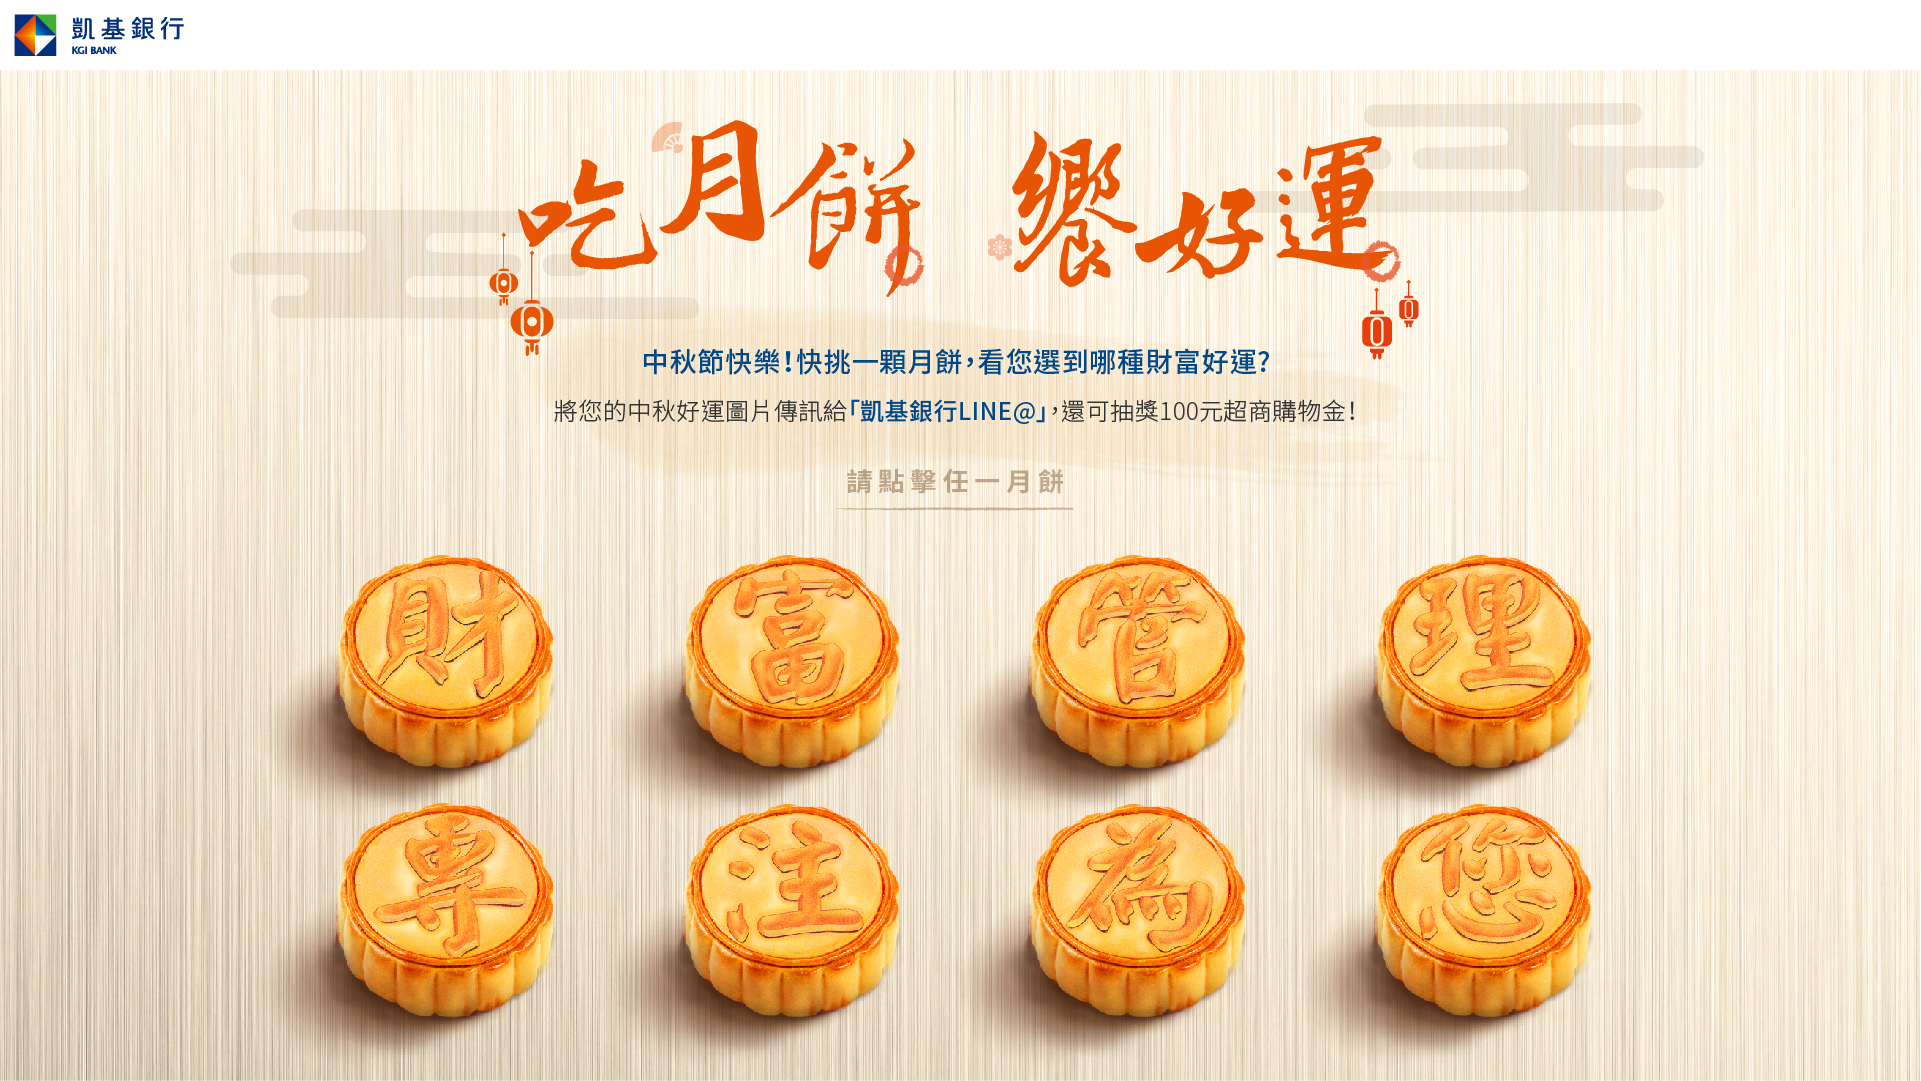 凱基銀行
KGI BANK
吃月餅 饗好運
中秋節快樂!快挑一顆月餅,看您選到哪種財富好運?
將您的中秋好運圖片傳訊給「凱基銀行LINE@」,還可抽獎100元超商購物金!
請點擊任一月餅
財 富 管 理
專 注 為 您